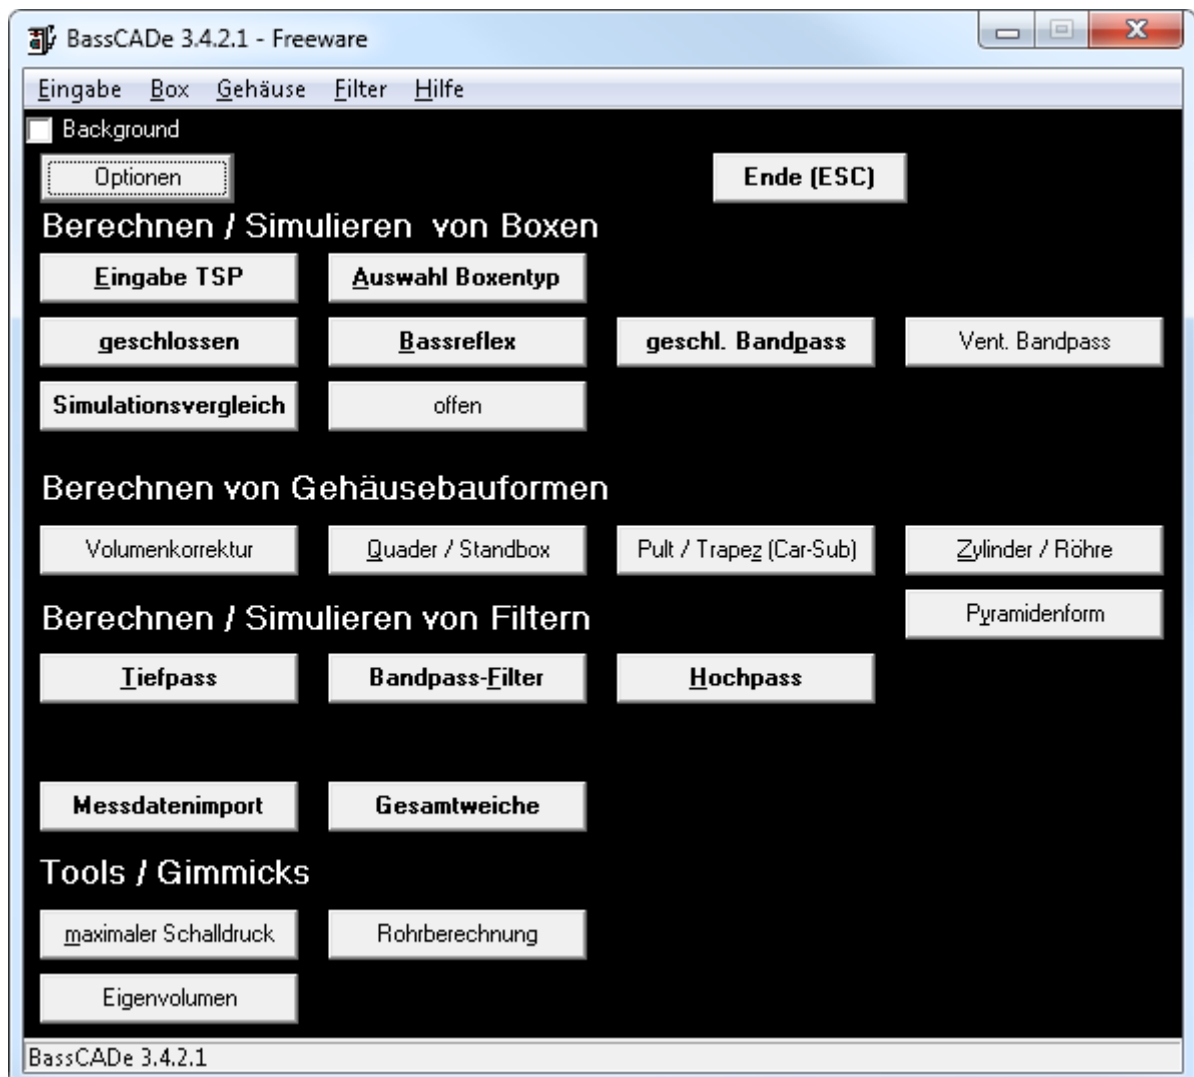 BassCADe 3.4.2.1 - Freeware
Eingabe Box Gehäuse Filter Hilfe
Background
Optionen Ende (ESC)
Berechnen / Simulieren von Boxen
Eingabe TSP Auswahl Boxentyp
geschlossen Bassreflex geschl. Bandpass Vent. Bandpass
Simulationsvergleich offen
Berechnen von Gehäusebauformen
Volumenkorrektur Quader / Standbox Pult / Trapez (Car-Sub) Zylinder / Röhre
Berechnen / Simulieren von Filtern Pyramidenform
Tiefpass Bandpass-Filter Hochpass
Messdatenimport Gesamtweiche
Tools / Gimmicks
maximaler Schalldruck Rohrberechnung
Eigenvolumen
BassCADe 3.4.2.1